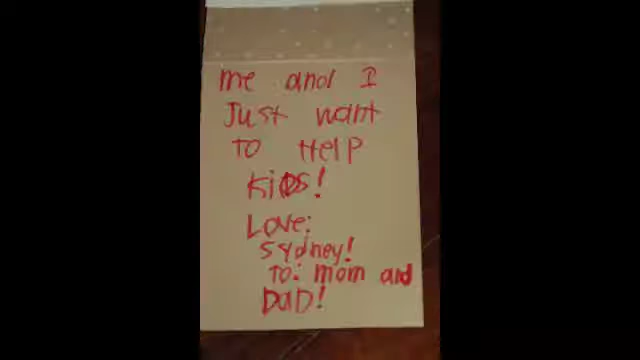 me and I
Just want
to Help
KiDs!
Love:
Sydney!
To: mom and
DaD!